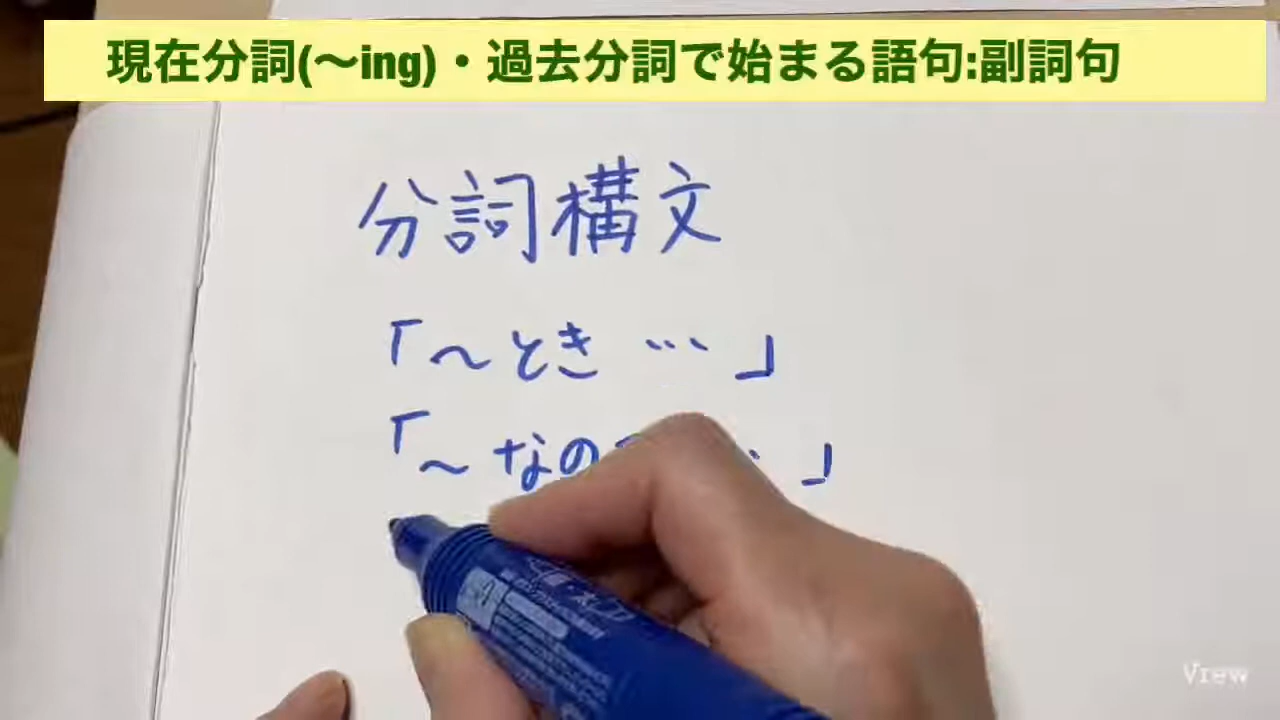 現在分詞(〜ing)・過去分詞で始まる語句:副詞句
分詞構文
「〜とき …」
「〜なの 」
Vrew